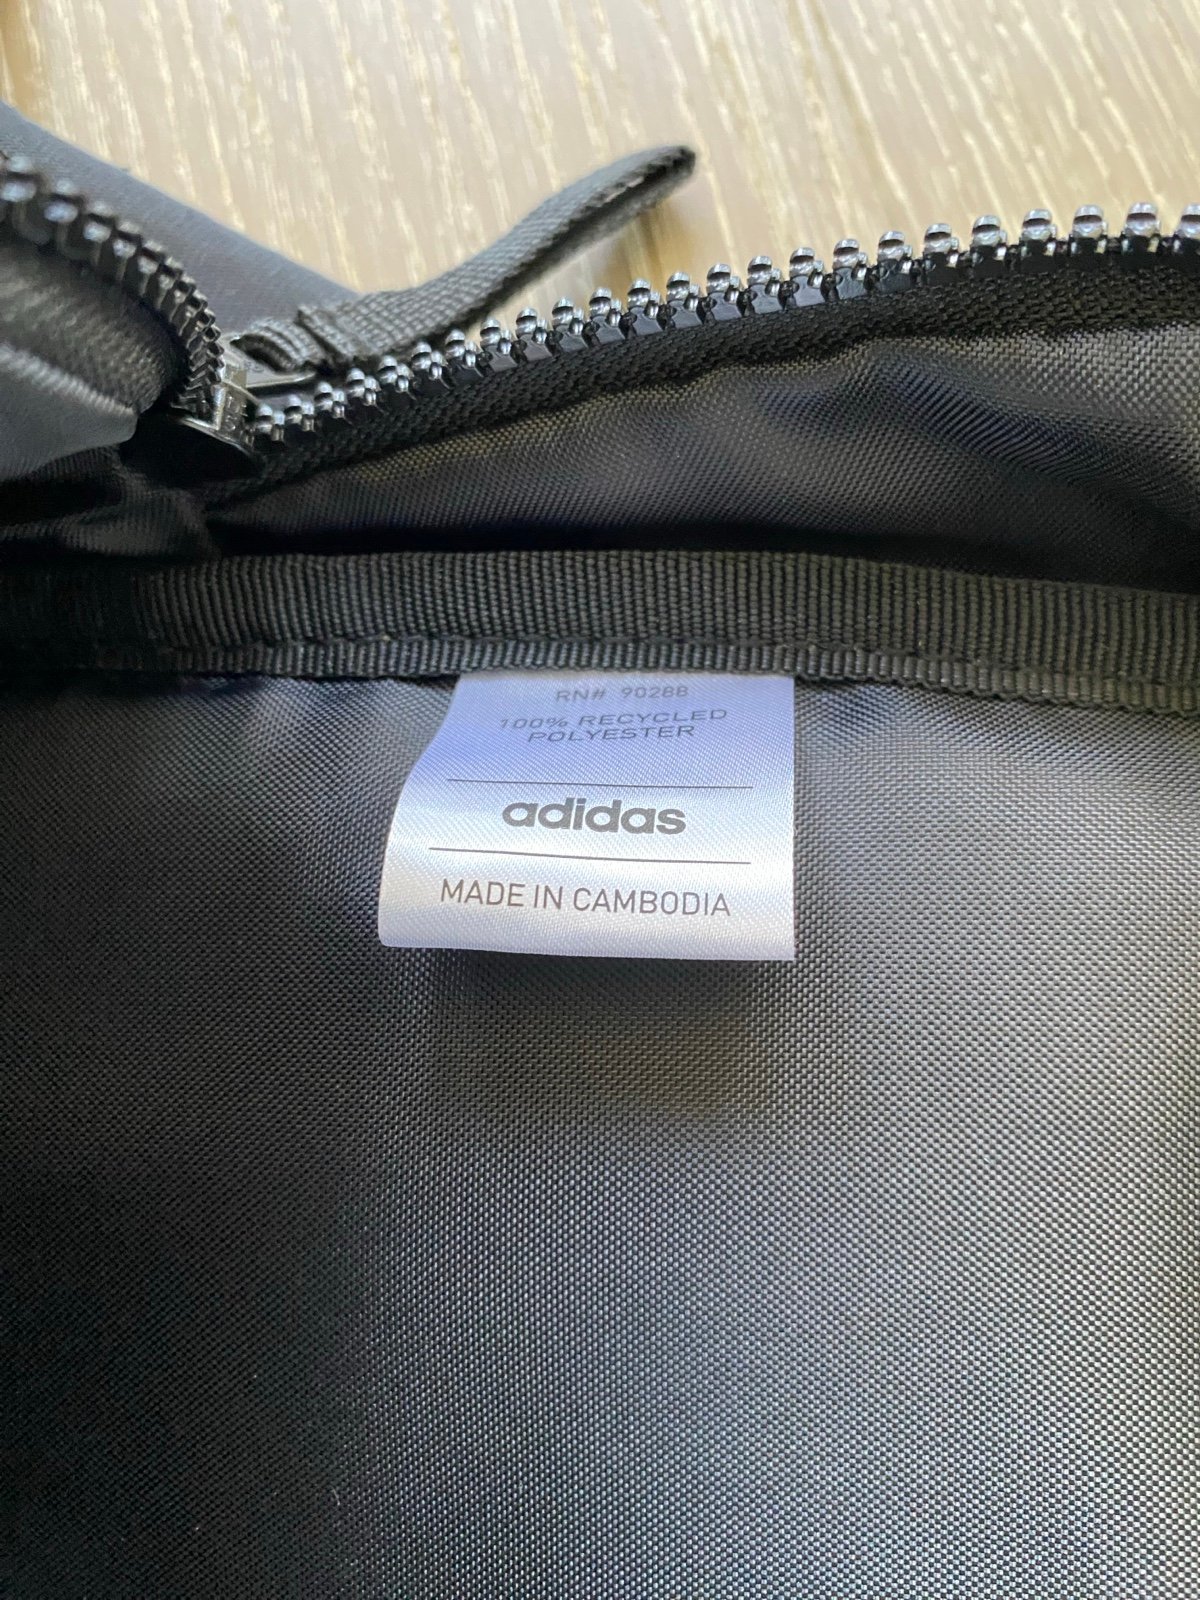 RN# 90288
100% RECYCLED
POLYESTER
adidas
MADE IN CAMBODIA